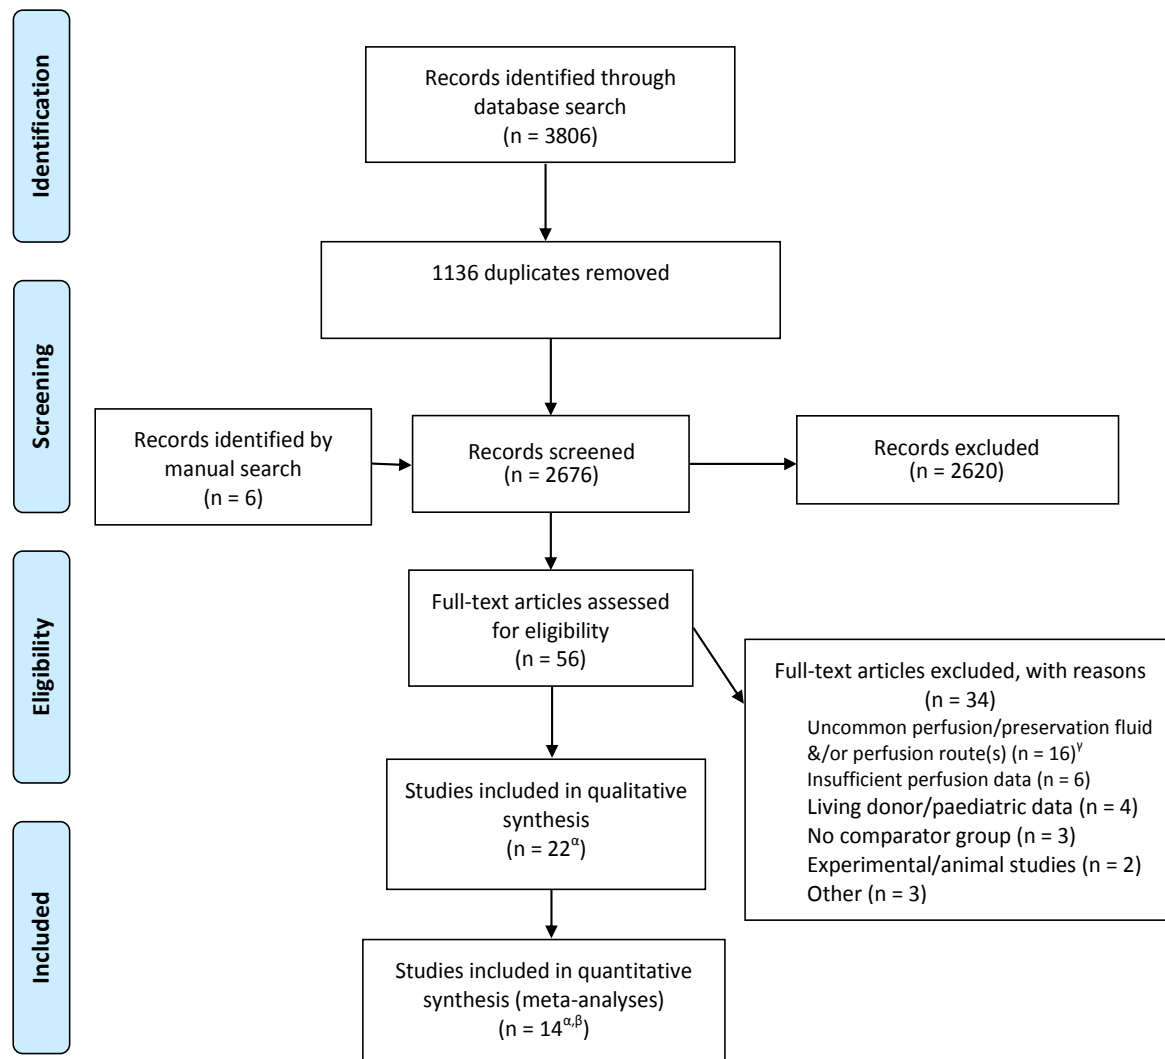 Identification
Records identified through
database search
(n = 3806)
1136 duplicates removed
Screening
Records identified by
manual search
(n = 6)
Records screened
(n = 2676)
Records excluded
(n = 2620)
Eligibility
Full-text articles assessed
for eligibility
(n = 56)
Full-text articles excluded, with reasons
(n = 34)
Uncommon perfusion/preservation fluid
&/or perfusion route(s) (n = 16)ᵞ
Insufficient perfusion data (n = 6)
Living donor/paediatric data (n = 4)
No comparator group (n = 3)
Experimental/animal studies (n = 2)
Other (n = 3)
Studies included in qualitative
synthesis
(n = 22ᵅ)
Included
Studies included in quantitative
synthesis (meta-analyses)
(n = 14ᵅ,ᵝ)